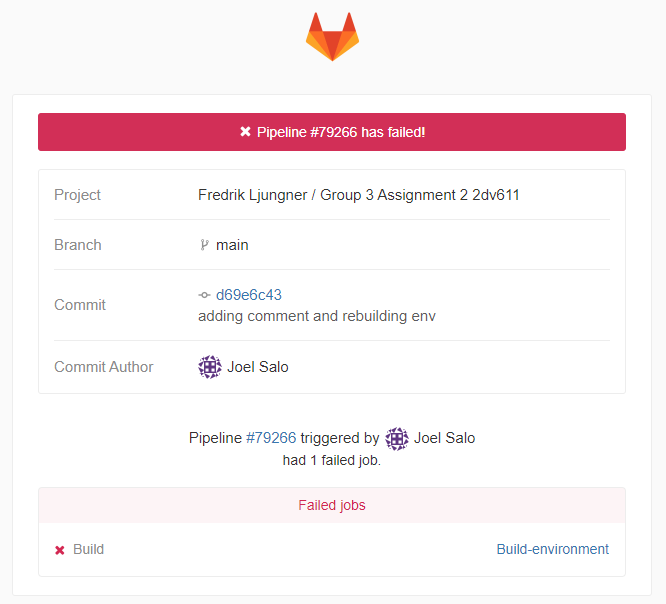 Pipeline #79266 has failed!
Project Fredrik Ljungner / Group 3 Assignment 2 2dv611
Branch main
Commit d69e6c43
adding comment and rebuilding env
Commit Author Joel Salo
Pipeline #79266 triggered by Joel Salo
had 1 failed job.
Failed jobs
Build Build-environment